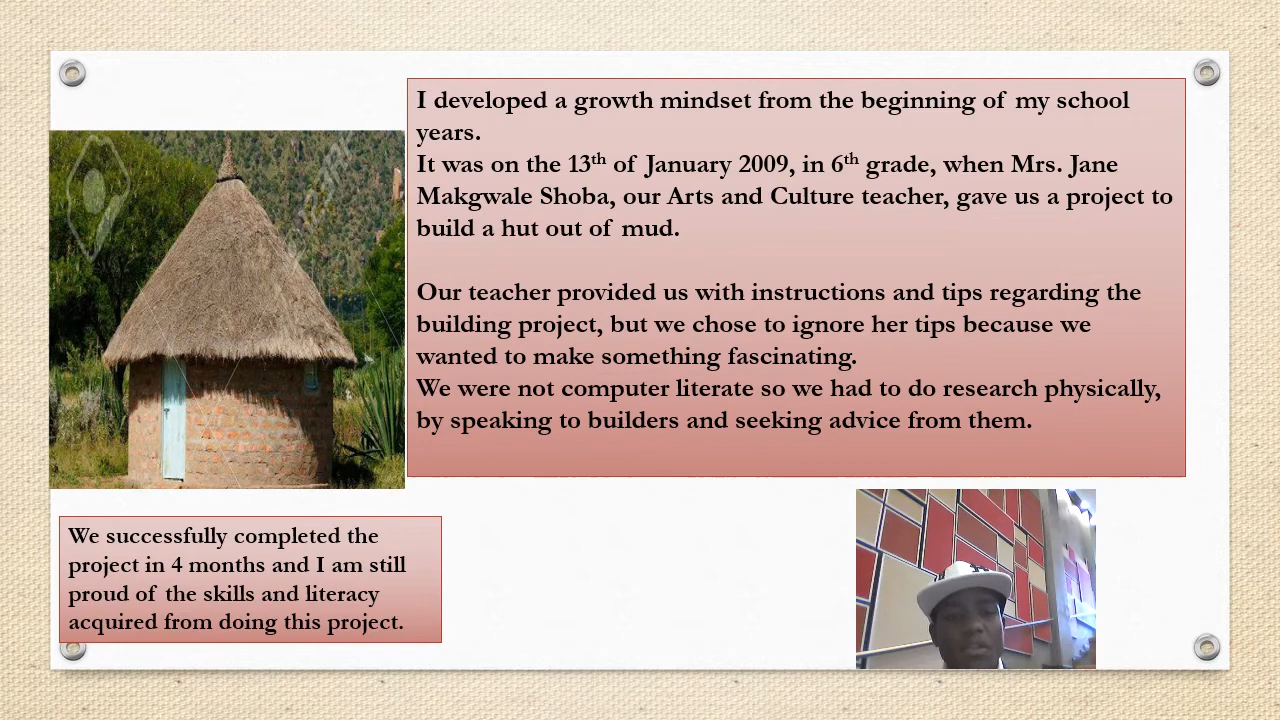 I developed a growth mindset from the beginning of my school
years.
It was on the 13th of January 2009, in 6th grade, when Mrs. Jane
Makgwale Shoba, our Arts and Culture teacher, gave us a project to
build a hut out of mud.
Our teacher provided us with instructions and tips regarding the
building project, but we chose to ignore her tips because we
wanted to make something fascinating.
We were not computer literate so we had to do research physically,
by speaking to builders and seeking advice from them.
We successfully completed the
project in 4 months and I am still
proud of the skills and literacy
acquired from doing this project.